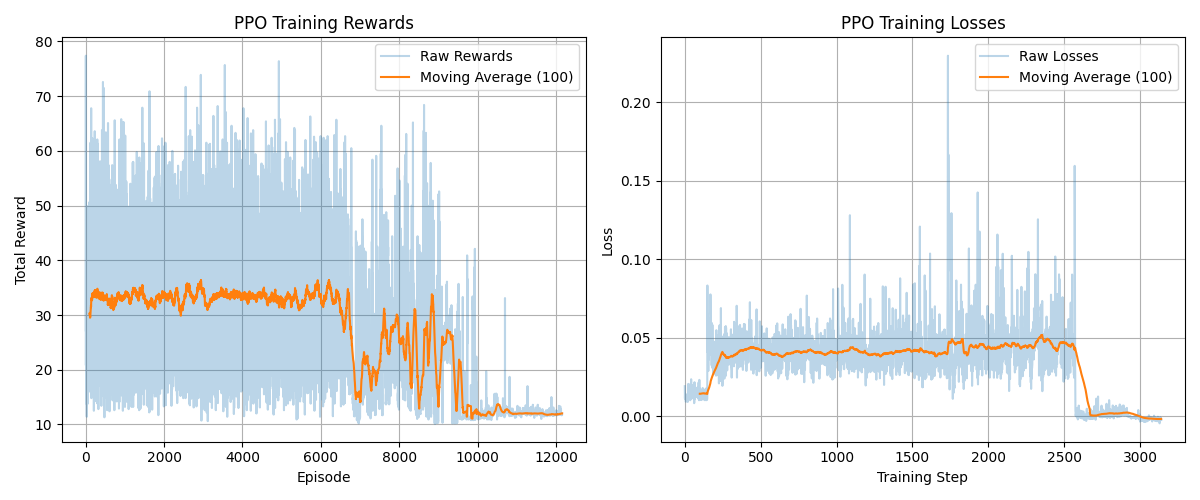 PPO Training Rewards
Raw Rewards
Moving Average (100)
80
70
60
50
40
30
20
10
Total Reward
0
2000
4000
6000
8000
10000
12000
Episode
PPO Training Losses
Raw Losses
Moving Average (100)
0.20
0.15
0.10
0.05
0.00
Loss
0
500
1000
1500
2000
2500
3000
Training Step